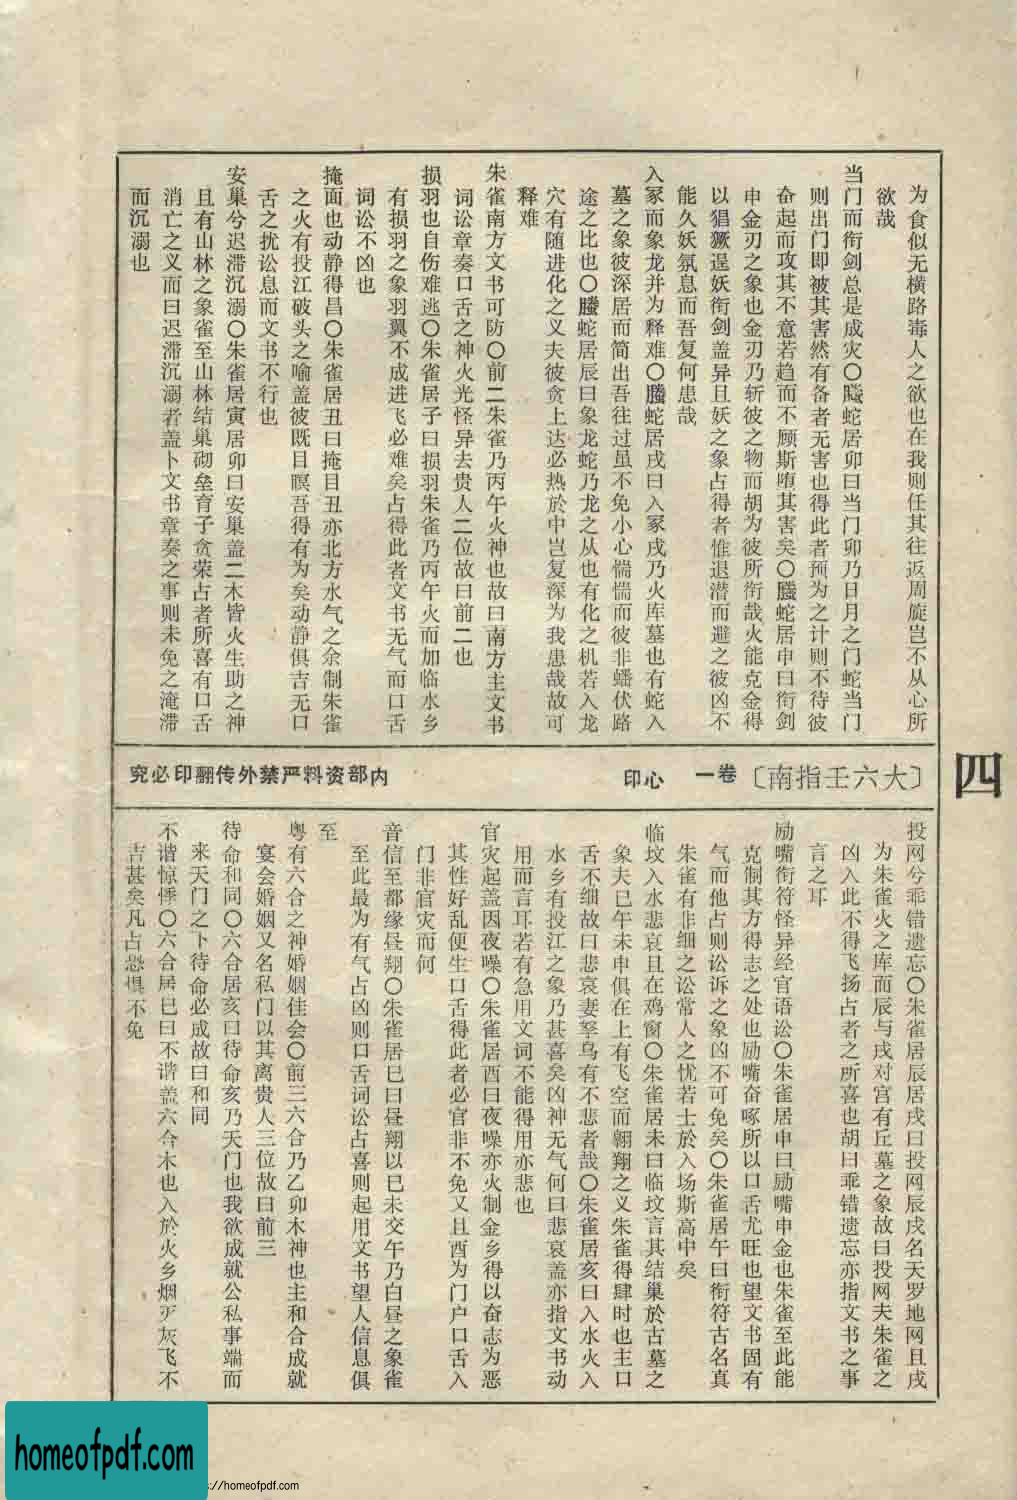 为食似无横路毒人之欲也在我则任其往返周旋岂不从心所
欲哉
当门而衔剑总是成灾〇螣蛇居卯曰当门卯乃日月之门蛇当门
则出门即被其害然有备者无害也得此者预为之计则不待彼
奋起而攻其不意若趋而不顾斯堕其害矣〇螣蛇居申曰衔剑
申金刃之象也金刃乃斩彼之物而胡为彼所衔哉火能克金得
以猖獗逞妖衔剑盖异且妖之象占得者惟退潜而避之彼凶不
能久妖氛息而吾复何患哉
入冢而象龙并为释难〇螣蛇居戌曰入冢戌乃火库墓也有蛇入
墓之象彼深居而简出吾往过虽不免小心惴惴而彼非蟠伏路
途之比也〇螣蛇居辰曰象龙蛇乃龙之从也有化之机若入龙
穴有随进化之义夫彼贪上达必热於中岂复深为我患哉故可
释难
朱雀南方文书可防〇前二朱雀乃丙午火神也故曰南方主文书
词讼章奏口舌之神火光怪异去贵人二位故曰前二也
损羽也自伤难逃〇朱雀居子曰损羽朱雀乃丙午火而加临水乡
有损羽之象羽翼不成进飞必难矣占得此者文书无气而口舌
词讼不凶也
掩面也动静得昌〇朱雀居丑曰掩目丑亦北方水气之余制朱雀
之火有投江破头之喻盖彼既目瞑吾得有为矣动静俱吉无口
舌之扰讼息而文书不行也
安巢兮迟滞沉溺〇朱雀居寅居卯曰安巢盖二木皆火生助之神
且有山林之象雀至山林结巢砌垒育子贪荣占者所喜有口舌
消亡之义而曰迟滞沉溺者盖卜文书章奏之事则未免之淹滞
而沉溺也
四
〔大六壬指南〕 卷一 心印 内部资料严禁外传翻印必究
投网兮乖错遗忘〇朱雀居辰居戌曰投网辰戌名天罗地网且戌
为朱雀火之库而辰与戌对宫有丘墓之象故曰投网夫朱雀之
凶入此不得飞扬占者之所喜也胡曰乖错遗忘亦指文书之事
言之耳
励嘴衔符怪异经官语讼〇朱雀居申曰励嘴申金也朱雀至此能
克制其方得志之处也励嘴奋啄所以口舌尤旺也望文书固有
气而他占则讼诉之象凶不可免矣〇朱雀居午曰衔符古名真
朱雀有非细之讼常人之忧若士於入场斯高中矣
临坟入水悲哀且在鸡窗〇朱雀居未曰临坟言其结巢於古墓之
象夫巳午未申俱在上有飞空而翱翔之义朱雀得肆时也主口
舌不细故曰悲哀妻孥乌有不悲者哉〇朱雀居亥曰入水火入
水乡有投江之象乃甚喜矣凶神无气何曰悲哀盖亦指文书动
用而言耳若有急用文词不能得用亦悲也
官灾起盖因夜噪〇朱雀居酉曰夜噪亦火制金乡得以奋志为恶
其性好乱便生口舌得此者必官非不免又且酉为门户口舌入
门非官灾而何
音信至都缘昼翔〇朱雀居巳曰昼翔以巳未交午乃白昼之象雀
至此最为有气占凶则口舌词讼占喜则起用文书望人信息俱
至
粤有六合之神婚姻佳会〇前三六合乃乙卯木神也主和合成就
宴会婚姻又名私门以其离贵人三位故曰前三
待命和同〇六合居亥曰待命亥乃天门也我欲成就公私事端而
来天门之下待命必成故曰和同
不谐惊悸〇六合居巳曰不谐盖六合木也入於火乡烟灭灰飞不
吉甚矣凡占恐惧不免
homeofpdf.com
s://homeofpdf.com